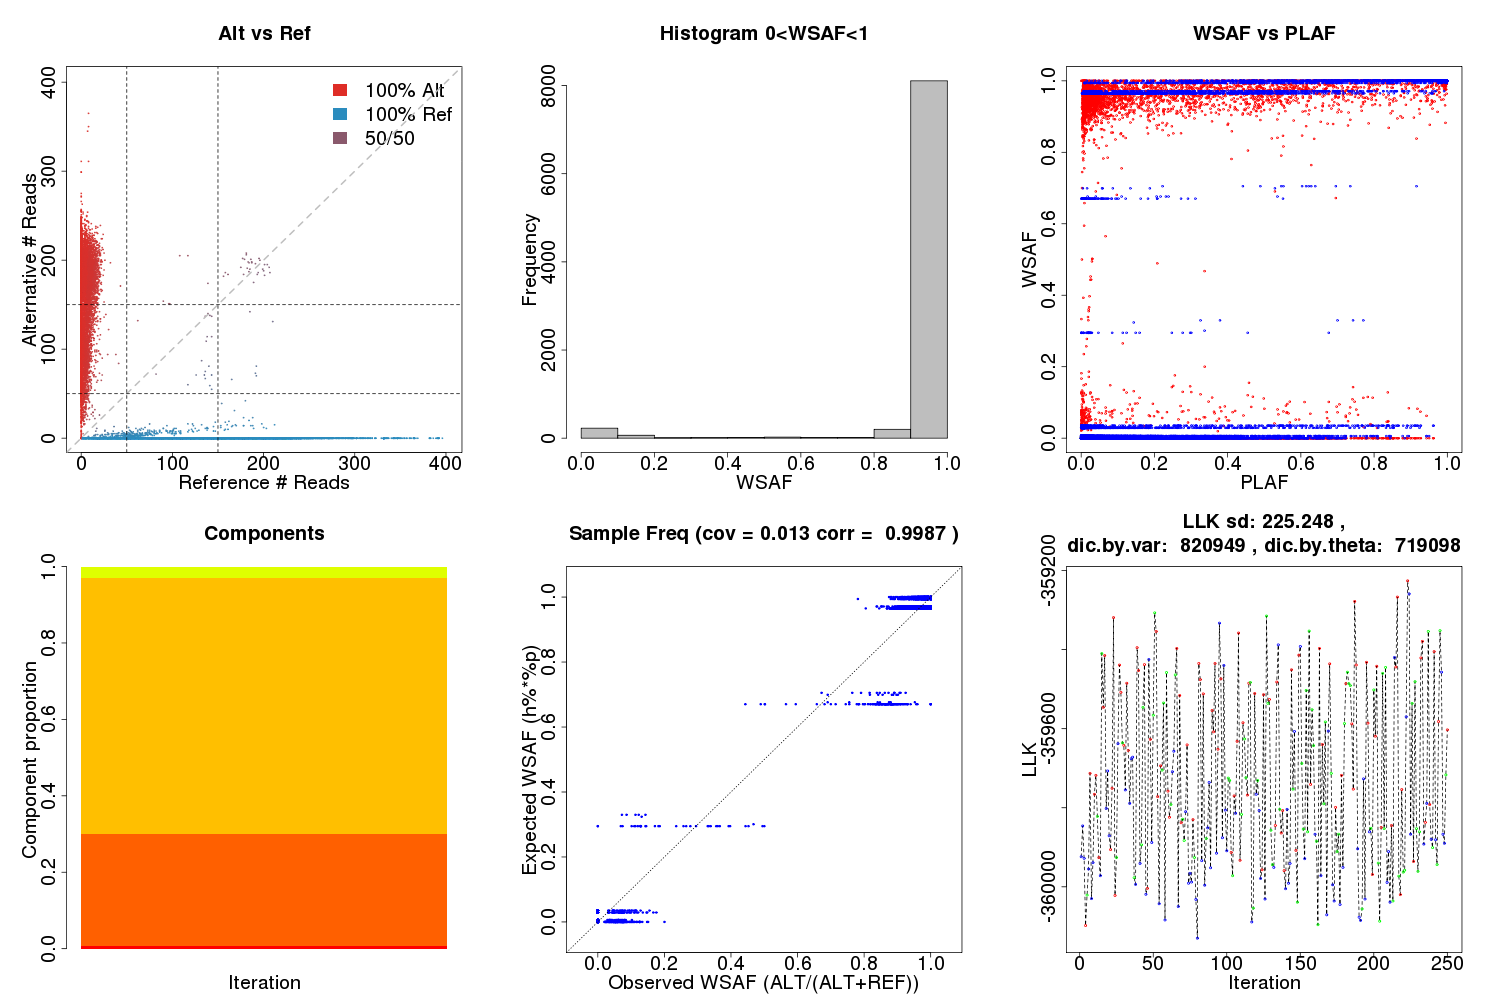 Alt vs Ref
100% Alt
100% Ref
50/50
Alternative # Reads
0 100 200 300 400
0 100 200 300 400
Reference # Reads
Histogram 0<WSAF<1
Frequency
0 2000 4000 6000 8000
0.0 0.2 0.4 0.6 0.8 1.0
WSAF
WSAF vs PLAF
WSAF
0.0 0.2 0.4 0.6 0.8 1.0
0.0 0.2 0.4 0.6 0.8 1.0
PLAF
Components
Component proportion
0.0 0.2 0.4 0.6 0.8 1.0
Iteration
Sample Freq (cov = 0.013 corr = 0.9987 )
Expected WSAF (h%*%p)
0.0 0.2 0.4 0.6 0.8 1.0
0.0 0.2 0.4 0.6 0.8 1.0
Observed WSAF (ALT/(ALT+REF))
LLK sd: 225.248 ,
dic.by.var: 820949 , dic.by.theta: 719098
LLK
-360000 -359600 -359200
0 50 100 150 200 250
Iteration